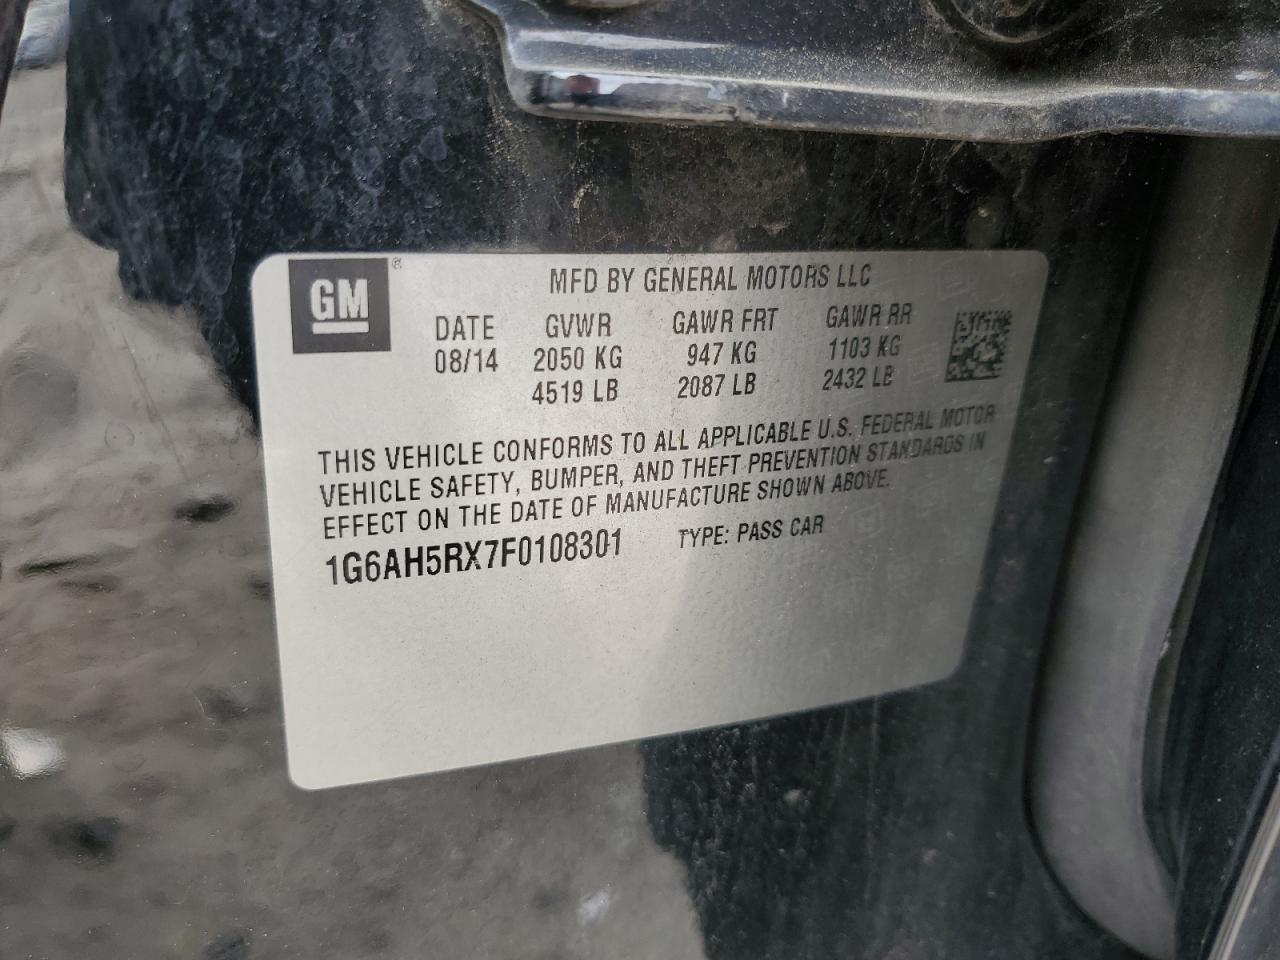 GM ®
MFD BY GENERAL MOTORS LLC
DATE GVWR GAWR FRT GAWR RR
08/14 2050 KG 947 KG 1103 KG
4519 LB 2087 LB 2432 LB
THIS VEHICLE CONFORMS TO ALL APPLICABLE U.S. FEDERAL MOTOR
VEHICLE SAFETY, BUMPER, AND THEFT PREVENTION STANDARDS IN
EFFECT ON THE DATE OF MANUFACTURE SHOWN ABOVE.
1G6AH5RX7F0108301 TYPE: PASS CAR